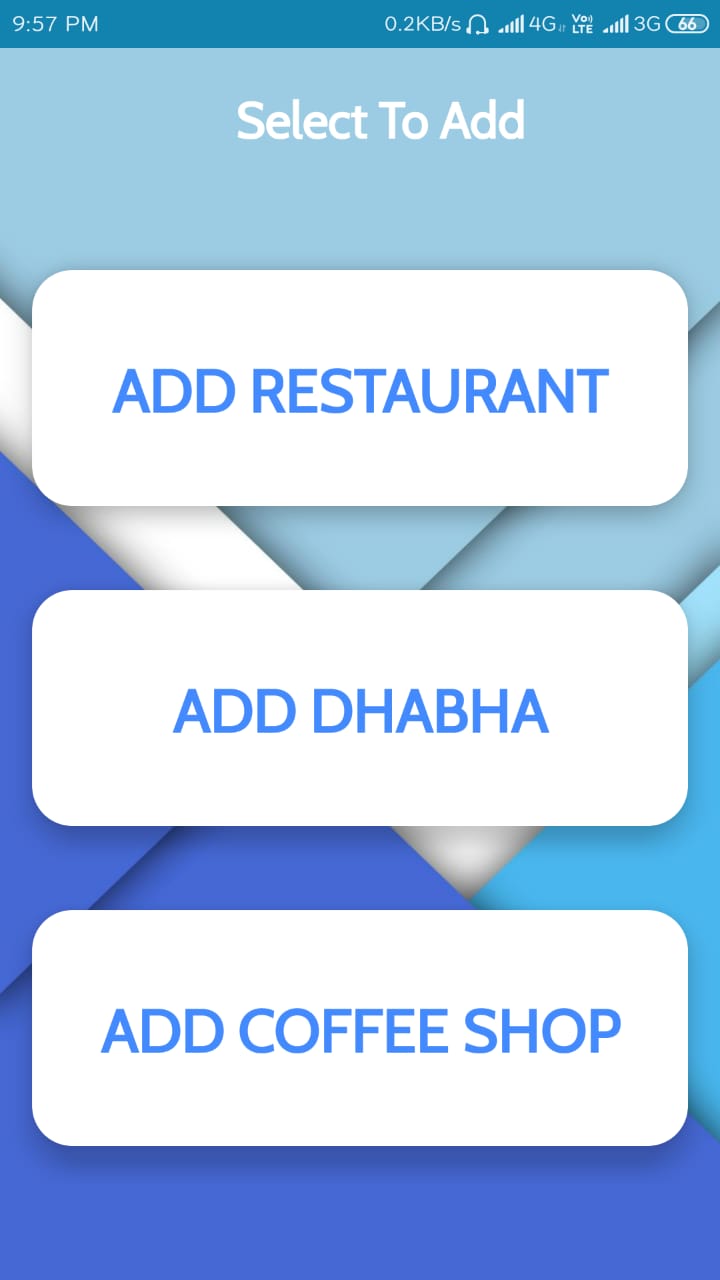 9:57 PM 0.2KB/s 4G Vo) LTE 3G 66
Select To Add
ADD RESTAURANT
ADD DHABHA
ADD COFFEE SHOP